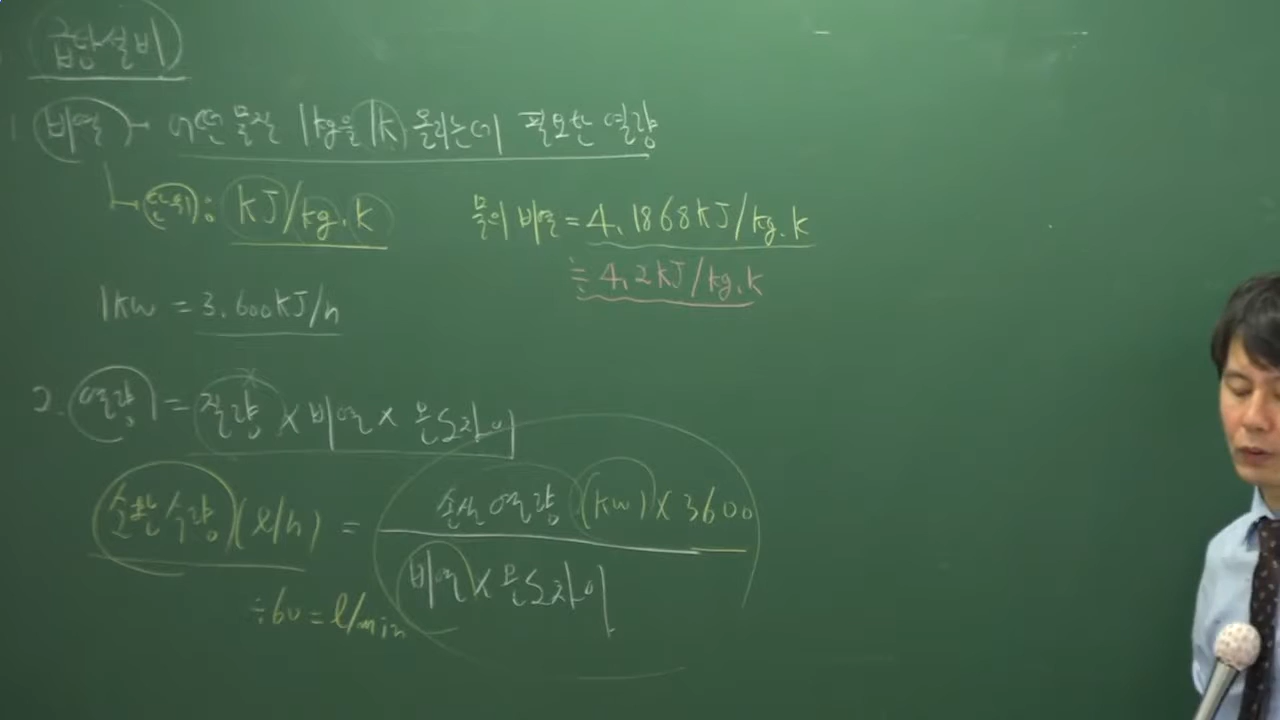 급탕설비
1 비열 - 어떤 물질 1kg을 1k 올리는데 필요한 열량
단위: kJ/kg.k
물의 비열 = 4.1868kJ/kg.k
≒ 4.2kJ/kg.k
1kw = 3.600kJ/h
2. 열량 = 질량 × 비열 × 온도차이
순환수량(ℓ/h) = 손실열량(kw) × 3600
비열 × 온도차이
÷60 = ℓ/min